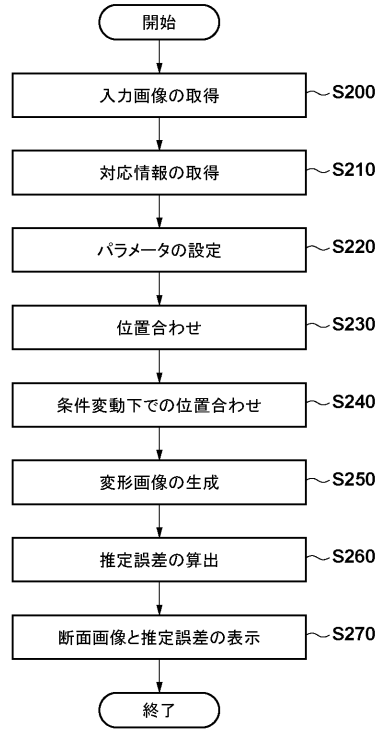 開始
入力画像の取得 S200
対応情報の取得 S210
パラメータの設定 S220
位置合わせ S230
条件変動下での位置合わせ S240
変形画像の生成 S250
推定誤差の算出 S260
断面画像と推定誤差の表示 S270
終了